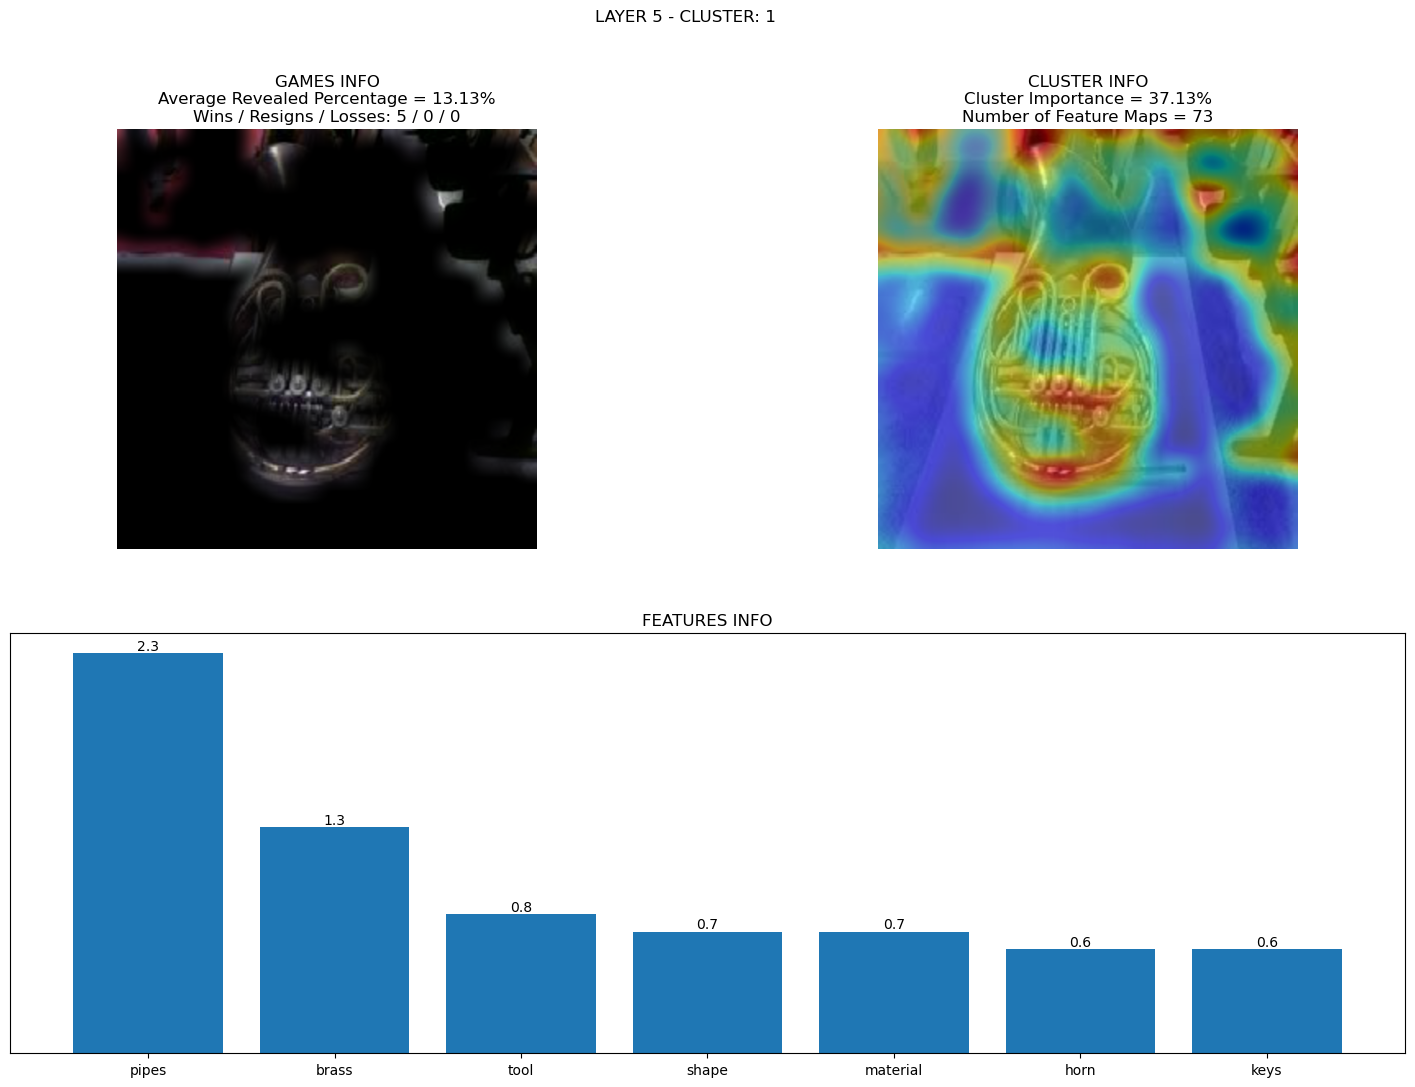 LAYER 5 - CLUSTER: 1
GAMES INFO
Average Revealed Percentage = 13.13%
Wins / Resigns / Losses: 5 / 0 / 0
CLUSTER INFO
Cluster Importance = 37.13%
Number of Feature Maps = 73
FEATURES INFO
2.3
1.3
0.8
0.7
0.7
0.6
0.6
pipes
brass
tool
shape
material
horn
keys